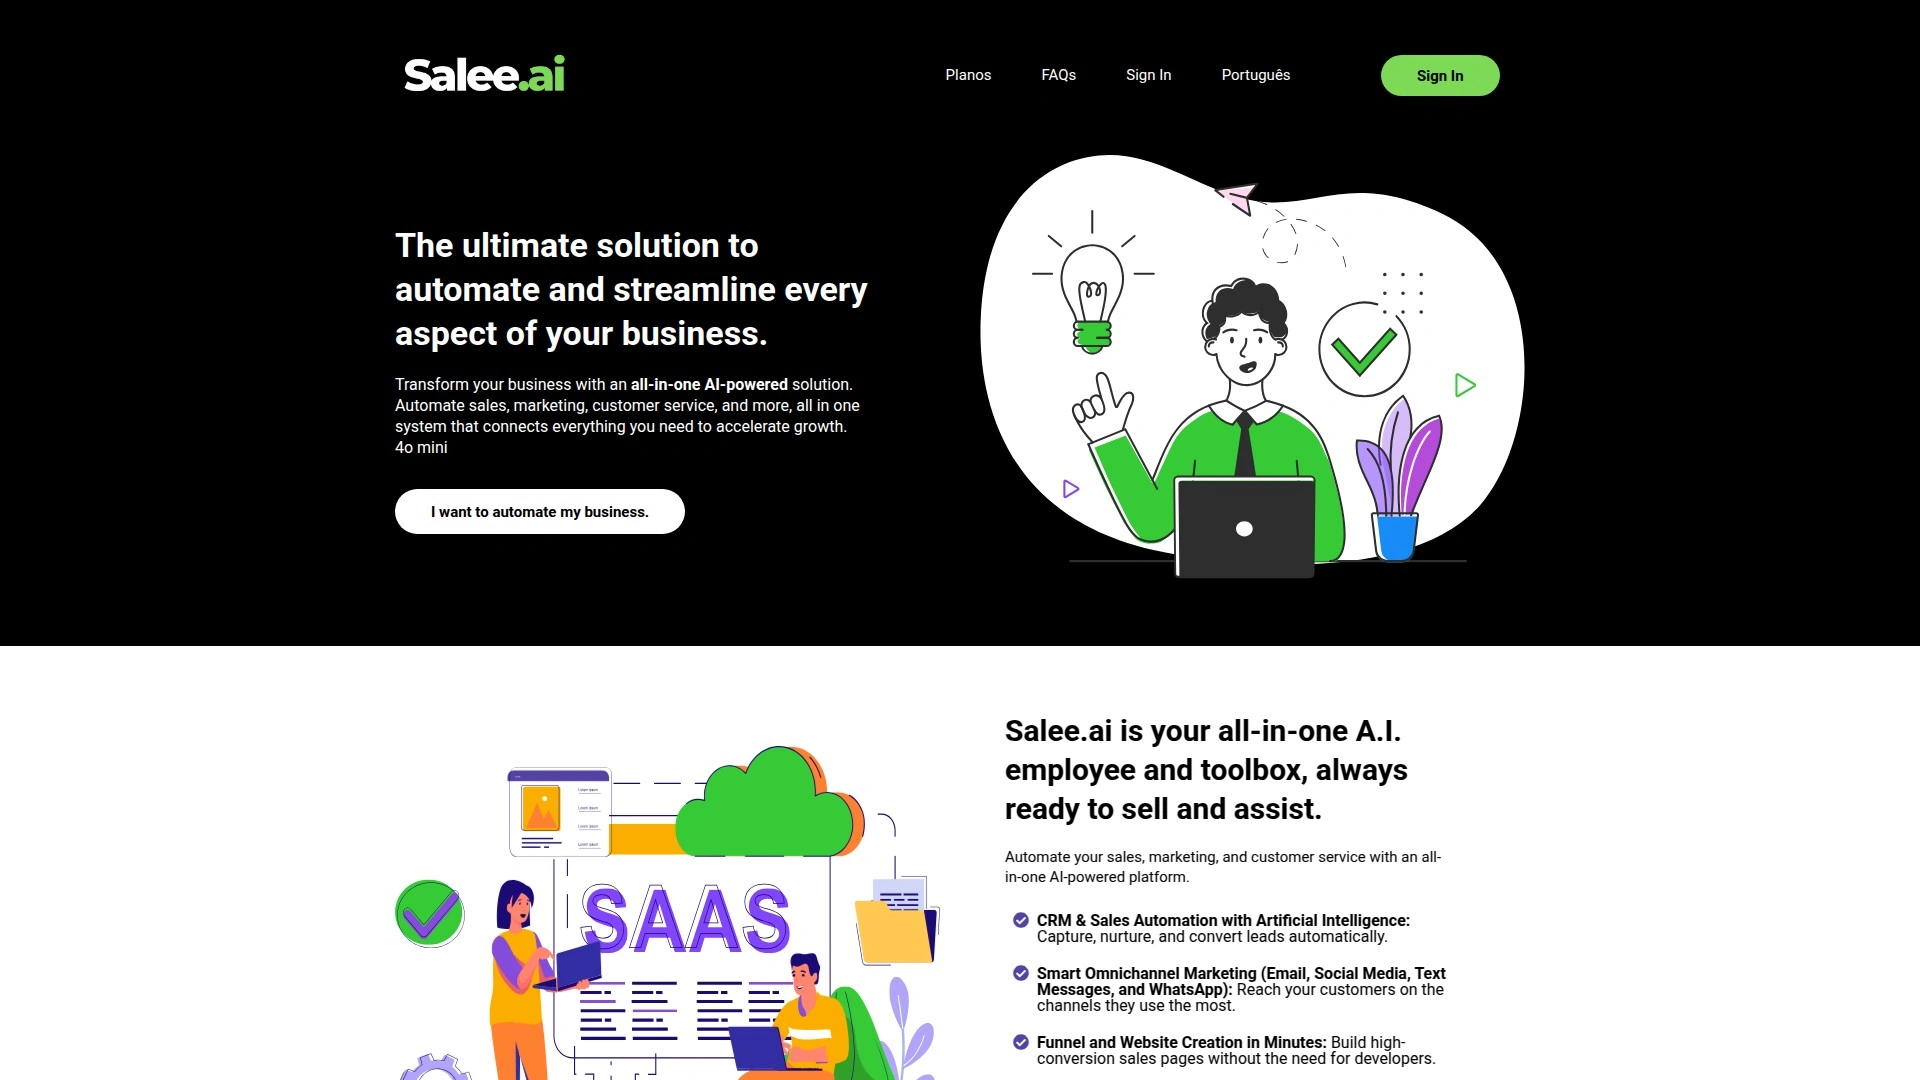 Salee.ai
Planos
FAQs
Sign In
Português
Sign In
The ultimate solution to
automate and streamline every
aspect of your business.
Transform your business with an all-in-one AI-powered solution.
Automate sales, marketing, customer service, and more, all in one
system that connects everything you need to accelerate growth.
4o mini
I want to automate my business.
SAAS
Salee.ai is your all-in-one A.I.
employee and toolbox, always
ready to sell and assist.
Automate your sales, marketing, and customer service with an all-
in-one AI-powered platform.
CRM & Sales Automation with Artificial Intelligence:
Capture, nurture, and convert leads automatically.
Smart Omnichannel Marketing (Email, Social Media, Text
Messages, and WhatsApp): Reach your customers on the
channels they use the most.
Funnel and Website Creation in Minutes: Build high-
conversion sales pages without the need for developers.